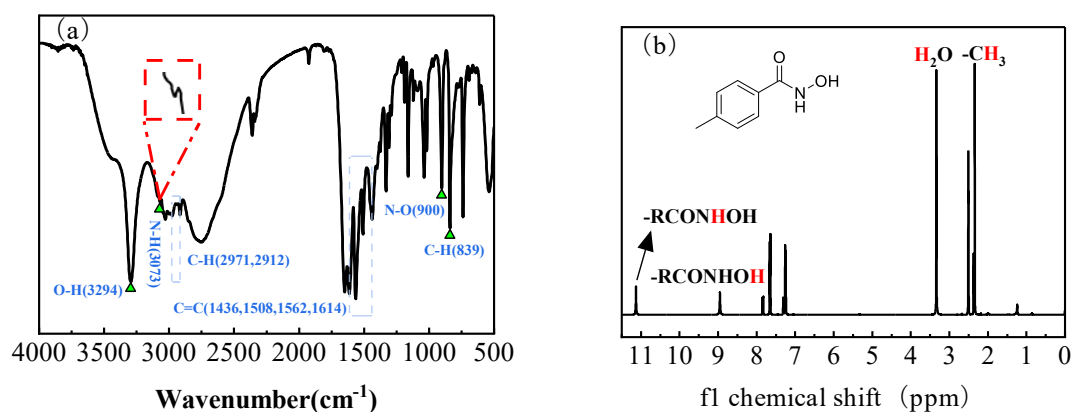 (a)
O-H(3294)
N-H(3073)
C-H(2971,2912)
C=C(1436,1508,1562,1614)
N-O(900)
C-H(839)
4000 3500 3000 2500 2000 1500 1000 500
Wavenumber(cm⁻¹)
(b)
O
OH
N
H
H₂O -CH₃
-RCONHOH
-RCONHOH
11 10 9 8 7 6 5 4 3 2 1 0
f1 chemical shift (ppm)